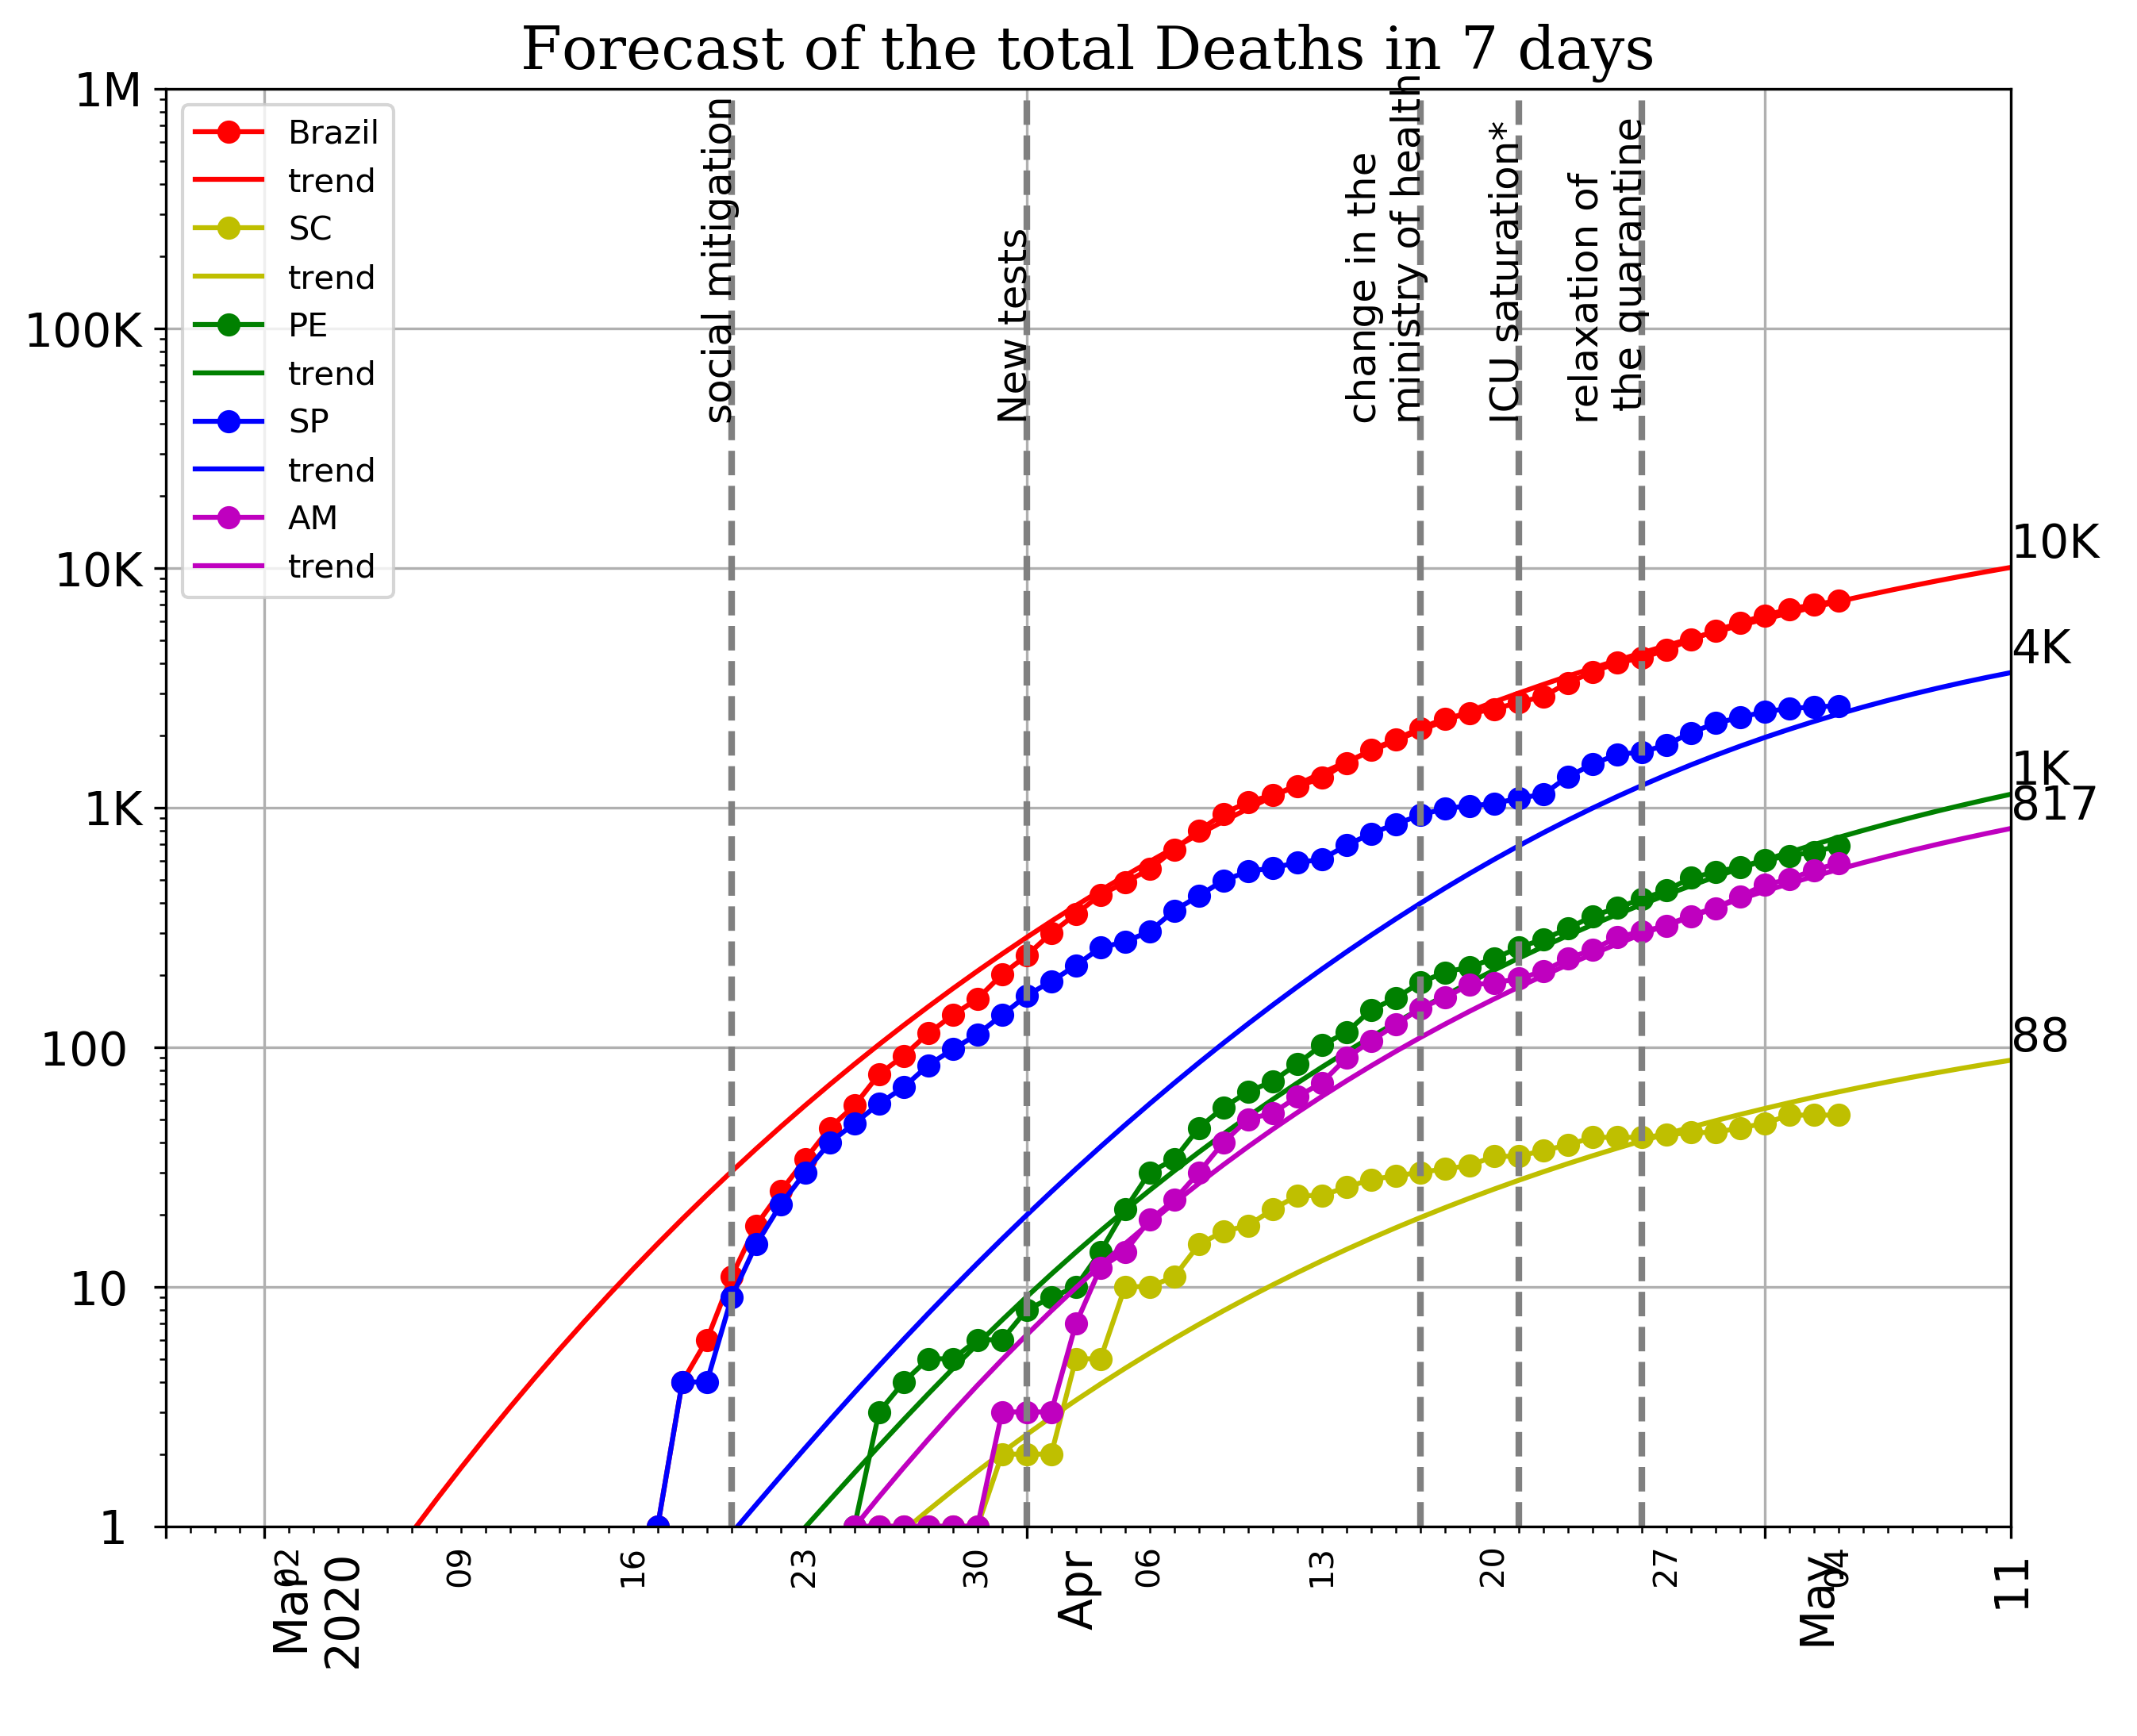 Forecast of the total Deaths in 7 days
1M
100K
10K
1K
100
10
1
Brazil
trend
SC
trend
PE
trend
SP
trend
AM
trend
social mitigation
New tests
change in the
ministry of health
ICU saturation*
relaxation of
the quarantine
10K
4K
1K
817
88
02
09
16
23
30
06
13
20
27
04
Mar
2020
Apr
May
11